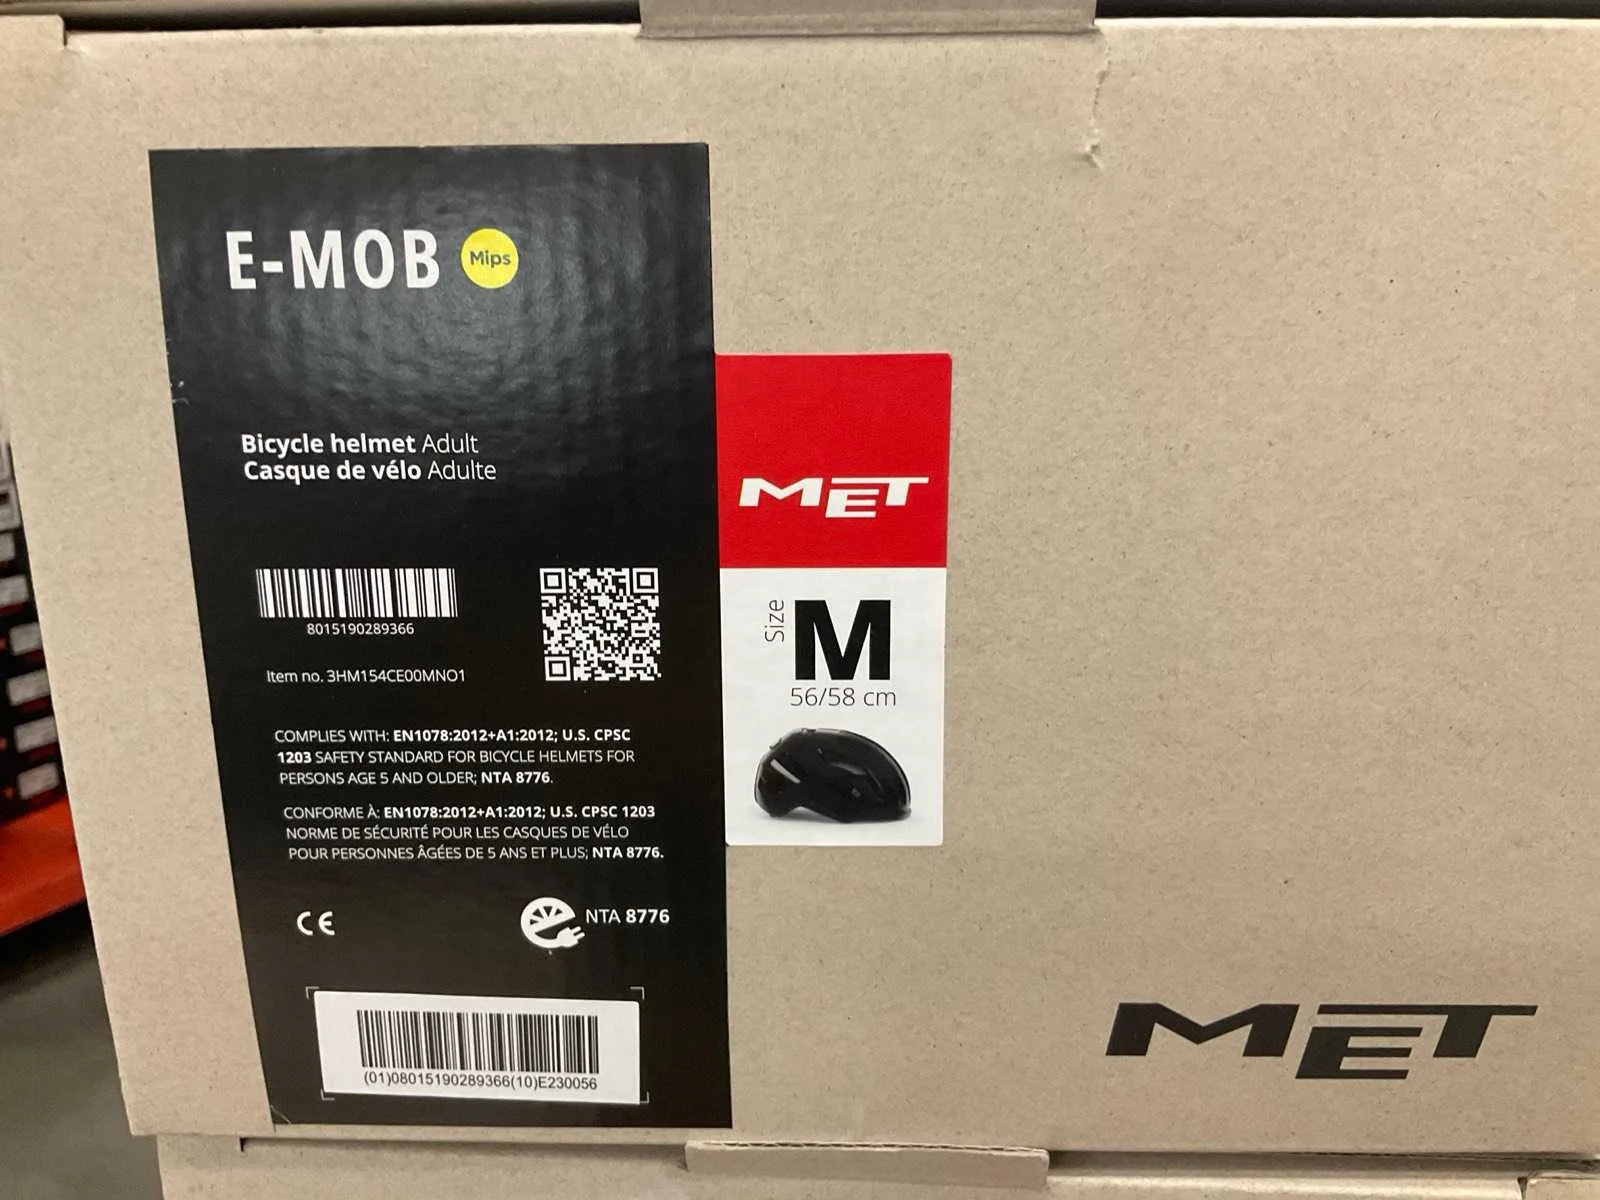 E-MOB Mips
Bicycle helmet Adult
Casque de vélo Adulte
8015190289366
Item no. 3HM154CE00MNO1
COMPLIES WITH: EN1078:2012+A1:2012; U.S. CPSC
1203 SAFETY STANDARD FOR BICYCLE HELMETS FOR
PERSONS AGE 5 AND OLDER; NTA 8776.
CONFORME À: EN1078:2012+A1:2012; U.S. CPSC 1203
NORME DE SÉCURITÉ POUR LES CASQUES DE VÉLO
POUR PERSONNES ÂGÉES DE 5 ANS ET PLUS; NTA 8776.
CE
NTA 8776
(01)08015190289366(10)E230056
MET
Size M
56/58 cm
MET